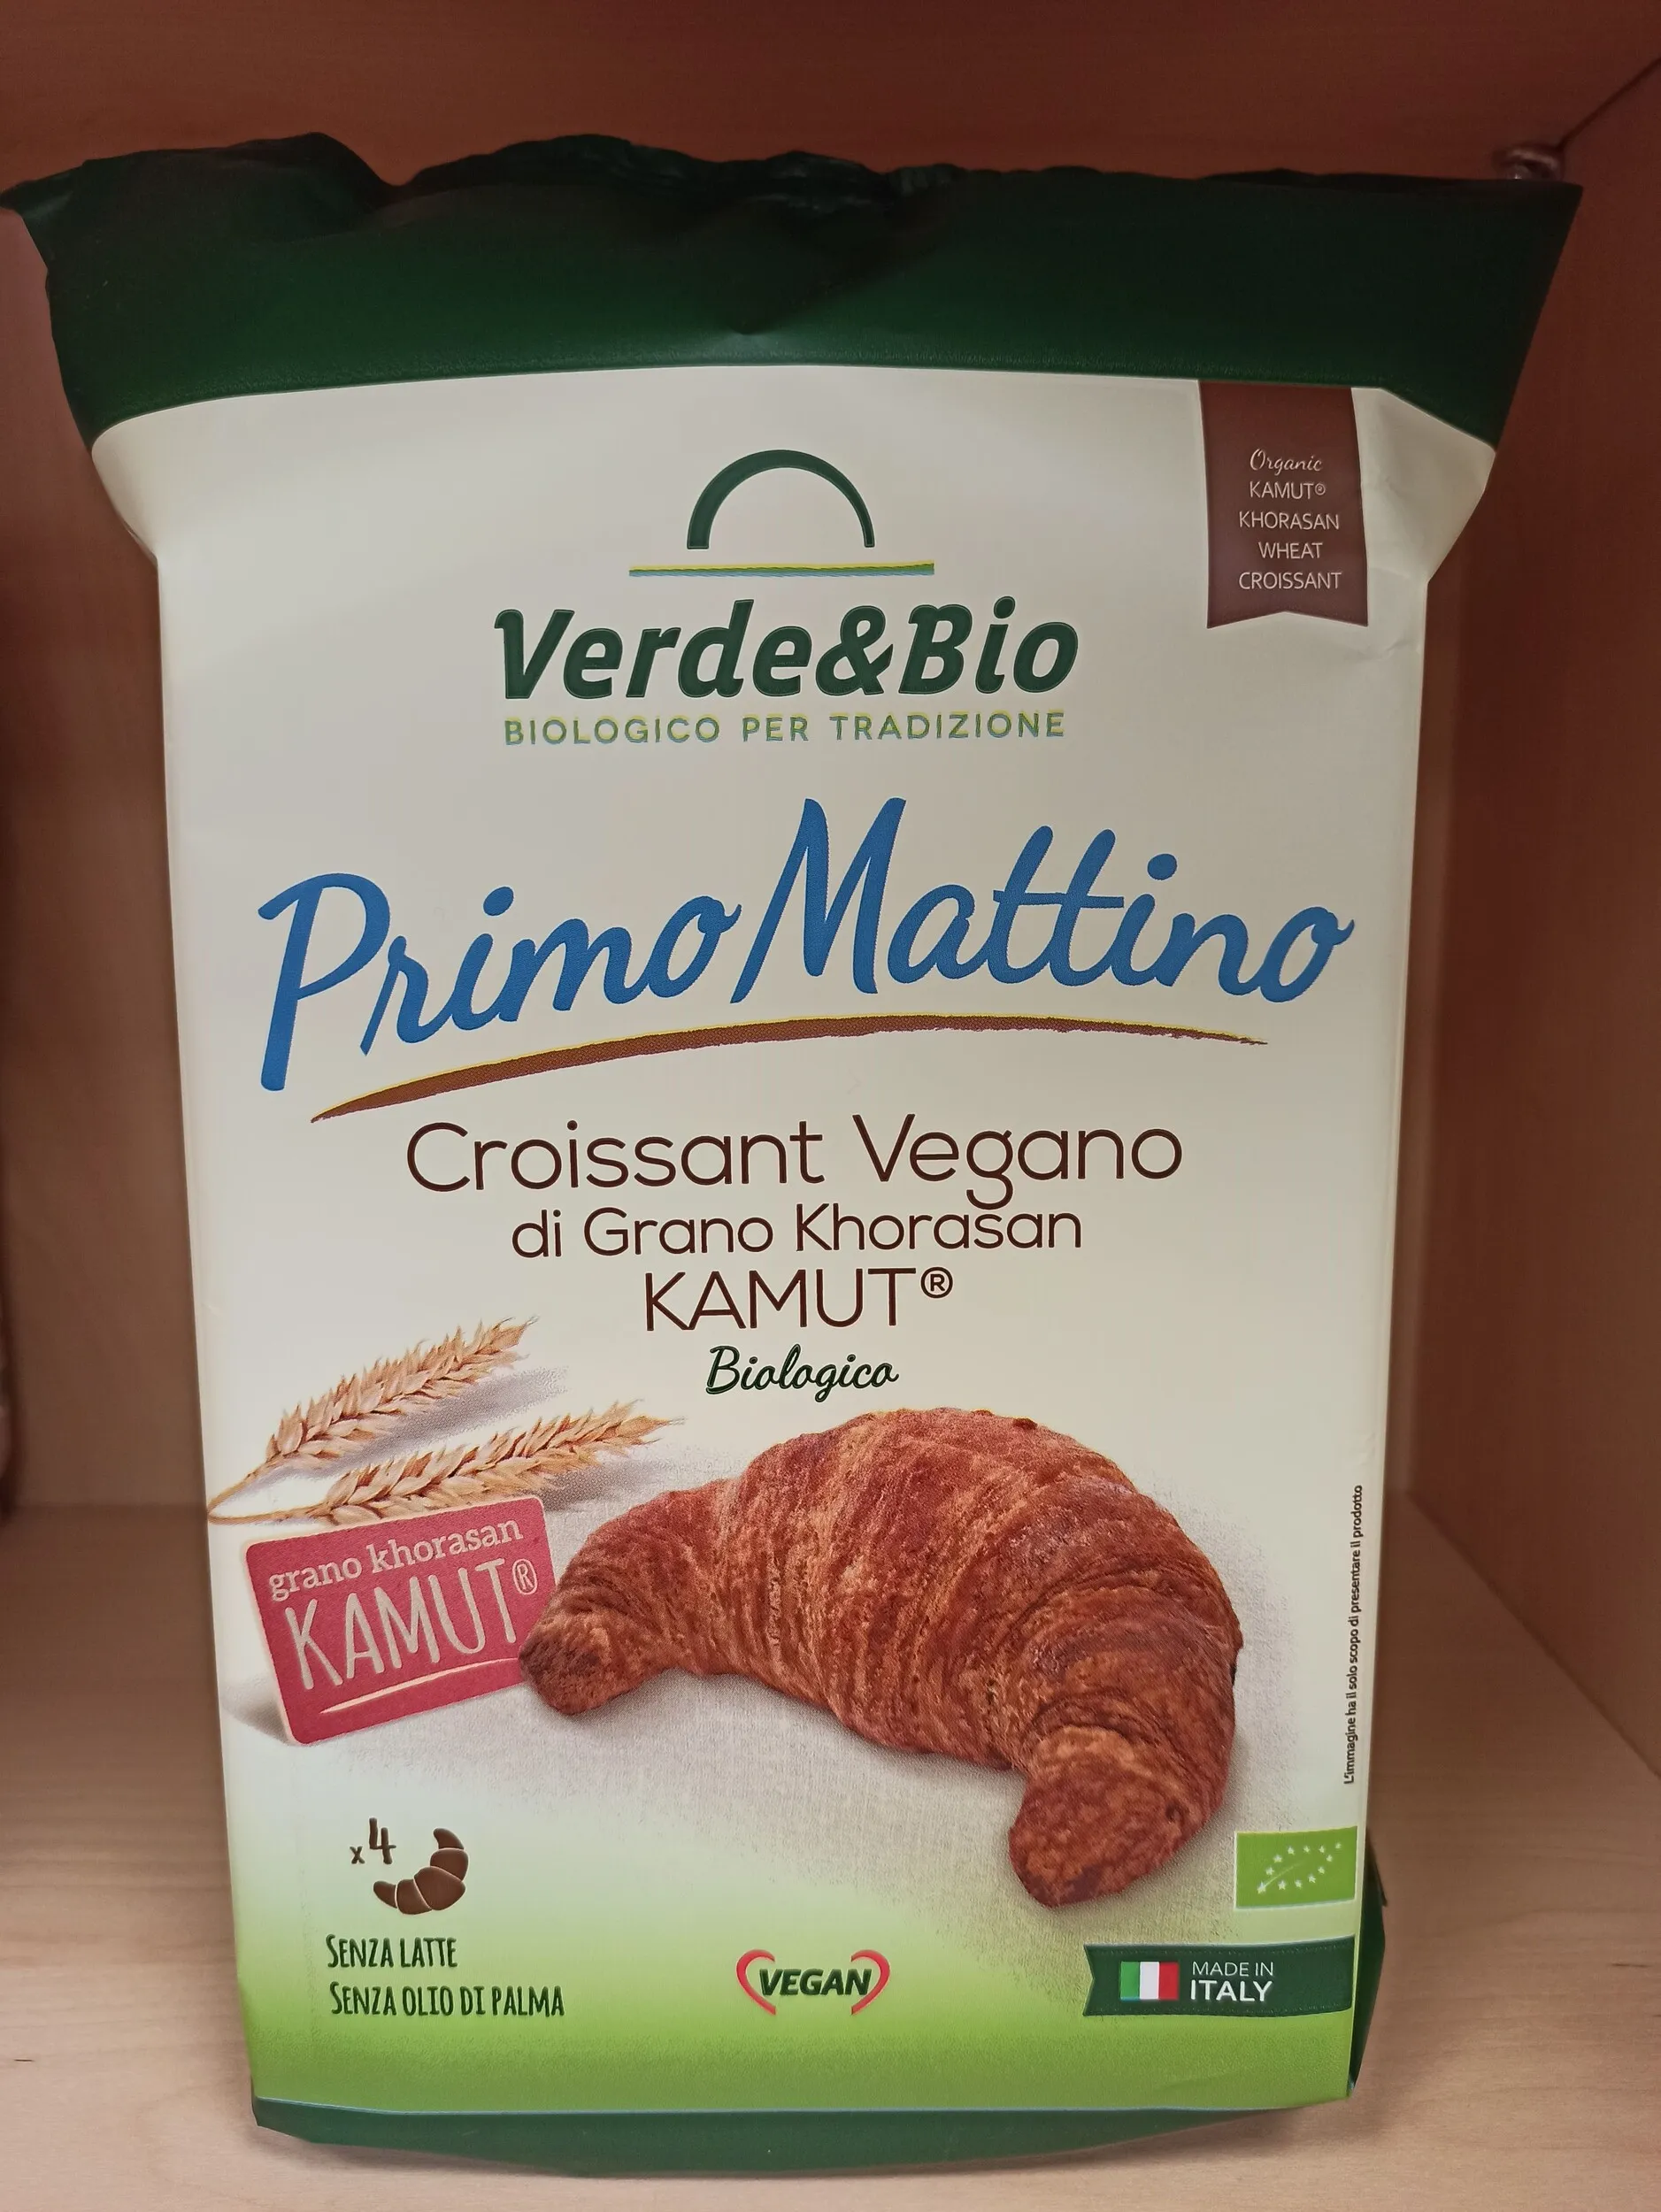 Organic
KAMUT®
KHORASAN
WHEAT
CROISSANT
Verde&Bio
BIOLOGICO PER TRADIZIONE
Primo Mattino
Croissant Vegano
di Grano Khorasan
KAMUT®
Biologico
grano khorasan
KAMUT®
L'immagine ha il solo scopo di presentare il prodotto
x4
SENZA LATTE
SENZA OLIO DI PALMA
VEGAN
MADE IN
ITALY